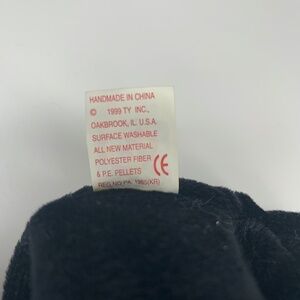 HANDMADE IN CHINA
© 1999 TY INC.,
OAKBROOK, IL. U.S.A.
SURFACE WASHABLE
ALL NEW MATERIAL
POLYESTER FIBER
& P.E. PELLETS CE
REG. NO PA. 1965(KR)